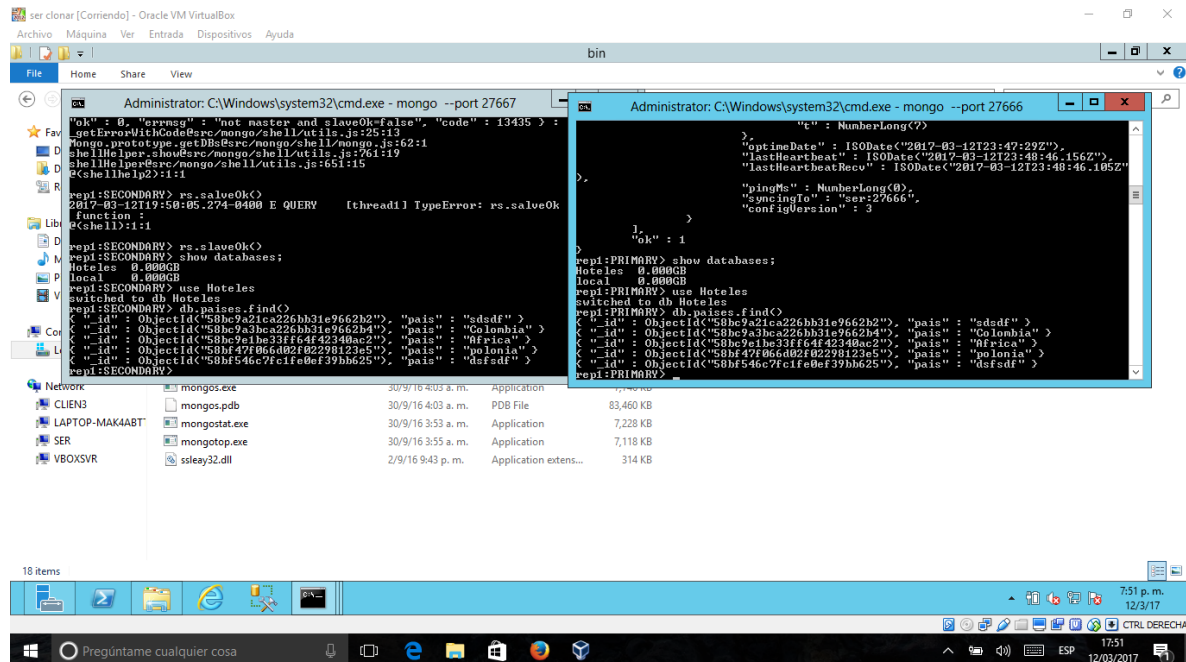 ser clonar [Corriendo] - Oracle VM VirtualBox
Archivo Máquina Ver Entrada Dispositivos Ayuda
bin
File Home Share View
Administrator: C:\Windows\system32\cmd.exe - mongo --port 27667
"ok" : 0, "errmsg" : "not master and slaveOk=false", "code" : 13435 } :
_getErrorWithCode@src/mongo/shell/utils.js:25:13
Mongo.prototype.getDBs@src/mongo/shell/mongo.js:62:1
shellHelper.show@src/mongo/shell/utils.js:761:19
shellHelper@src/mongo/shell/utils.js:651:15
@(shellhelp2):1:1
rep1:SECONDARY> rs.salveOk()
2017-03-12T19:50:05.274-0400 E QUERY [thread1] TypeError: rs.salveOk
function :
@(shell):1:1
rep1:SECONDARY> rs.slaveOk()
rep1:SECONDARY> show databases;
Hoteles 0.000GB
local 0.000GB
rep1:SECONDARY> use Hoteles
switched to db Hoteles
rep1:SECONDARY> db.paises.find()
{ "_id" : ObjectId("58bc9a21ca226bb31e9662b2"), "pais" : "sdsdf" }
{ "_id" : ObjectId("58bc9a3bca226bb31e9662b4"), "pais" : "Colombia" }
{ "_id" : ObjectId("58bc9e1be33ff64f42340ac2"), "pais" : "Africa" }
{ "_id" : ObjectId("58bf47f066d02f02298123e5"), "pais" : "polonia" }
{ "_id" : ObjectId("58bf546c7fc1fe0ef39bb625"), "pais" : "dsfsdf" }
rep1:SECONDARY>
Administrator: C:\Windows\system32\cmd.exe - mongo --port 27666
"t" : NumberLong(7)
},
"optimeDate" : ISODate("2017-03-12T23:47:29Z"),
"lastHeartbeat" : ISODate("2017-03-12T23:48:46.156Z"),
"lastHeartbeatRecv" : ISODate("2017-03-12T23:48:46.105Z"
),
"pingMs" : NumberLong(0),
"syncingTo" : "ser:27666",
"configVersion" : 3
}
],
"ok" : 1
}
rep1:PRIMARY> show databases;
Hoteles 0.000GB
local 0.000GB
rep1:PRIMARY> use Hoteles
switched to db Hoteles
rep1:PRIMARY> db.paises.find()
{ "_id" : ObjectId("58bc9a21ca226bb31e9662b2"), "pais" : "sdsdf" }
{ "_id" : ObjectId("58bc9a3bca226bb31e9662b4"), "pais" : "Colombia" }
{ "_id" : ObjectId("58bc9e1be33ff64f42340ac2"), "pais" : "Africa" }
{ "_id" : ObjectId("58bf47f066d02f02298123e5"), "pais" : "polonia" }
{ "_id" : ObjectId("58bf546c7fc1fe0ef39bb625"), "pais" : "dsfsdf" }
rep1:PRIMARY> _
Fav
D
D
R
Libr
D
M
P
V
Con
L
Network
CLIEN3
LAPTOP-MAK4ABT
SER
VBOXSVR
mongos.exe 30/9/16 4:03 a. m. Application
mongos.pdb 30/9/16 4:03 a. m. PDB File 83,460 KB
mongostat.exe 30/9/16 3:53 a. m. Application 7,228 KB
mongotop.exe 30/9/16 3:55 a. m. Application 7,118 KB
ssleay32.dll 2/9/16 9:43 p. m. Application extens... 314 KB
18 items
7:51 p. m.
12/3/17
CTRL DERECHA
Pregúntame cualquier cosa
ESP
17:51
12/03/2017